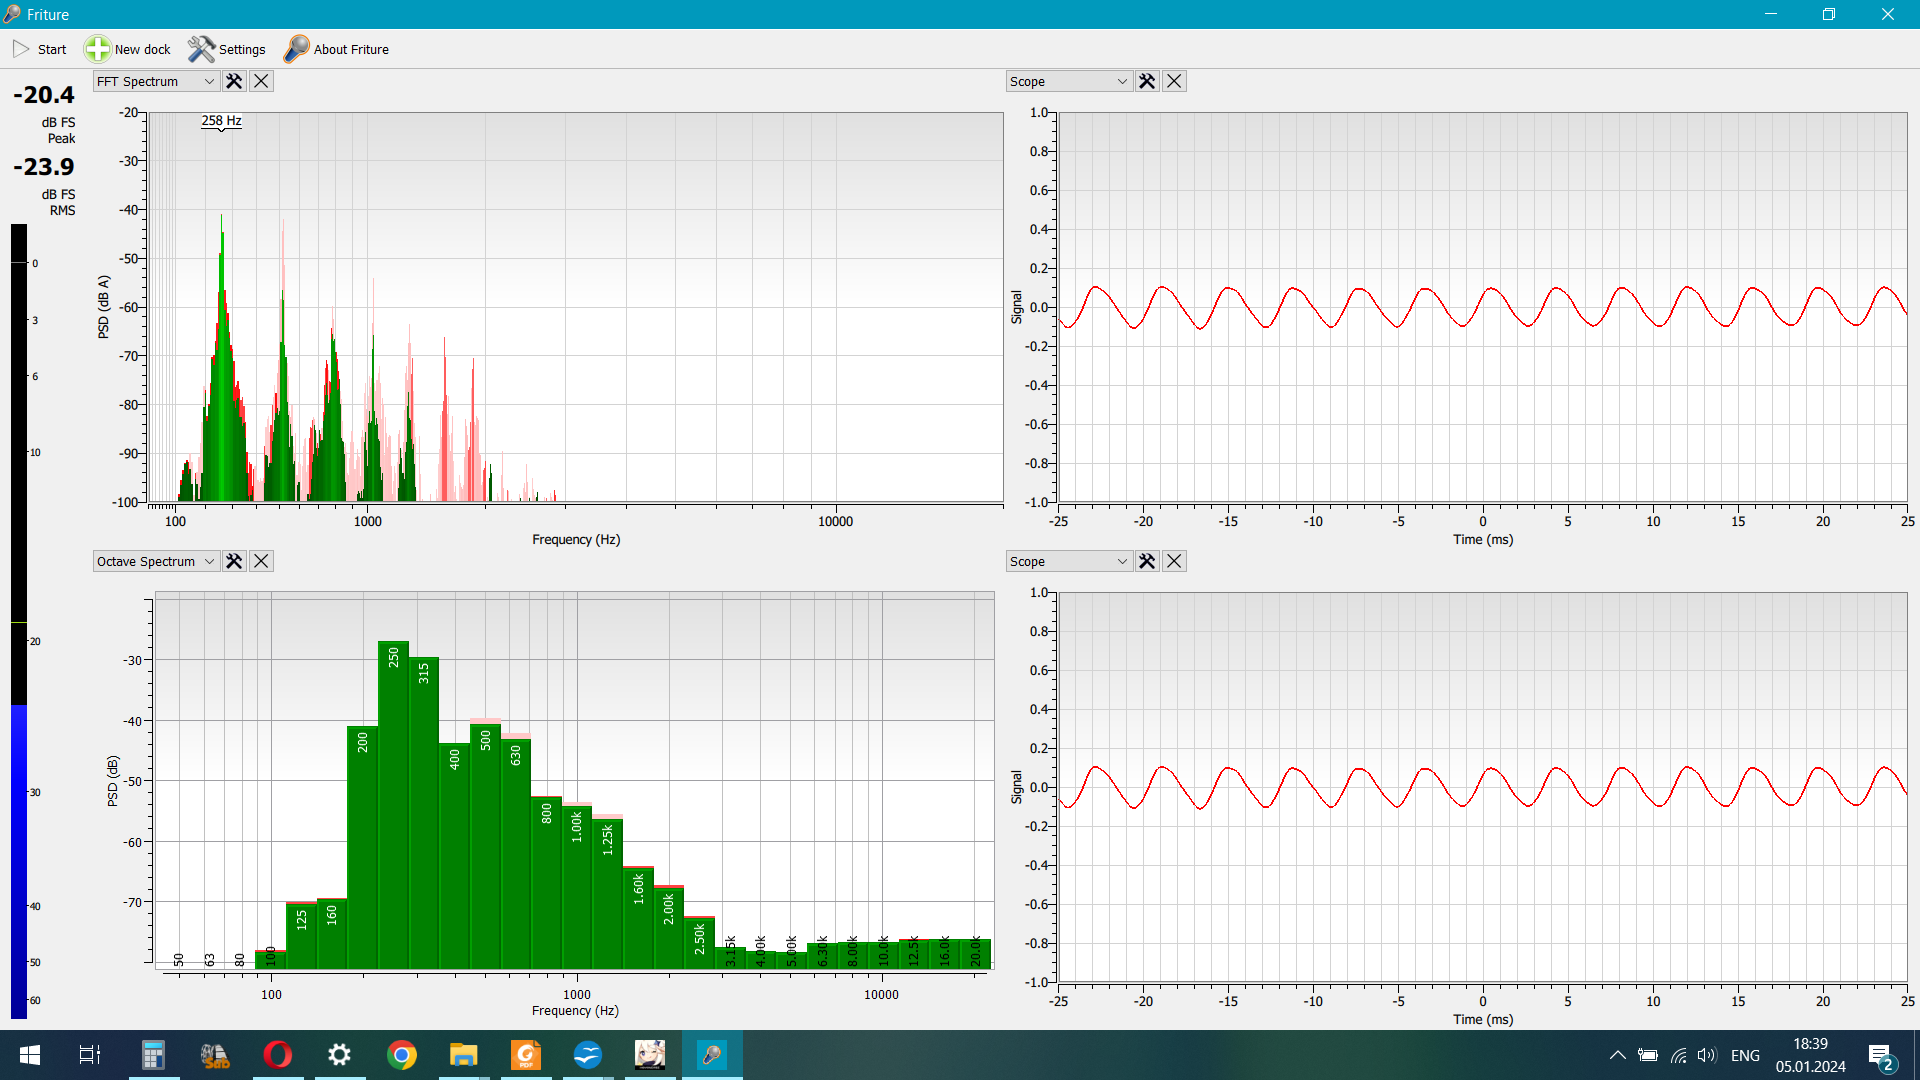 Friture
Start New dock Settings About Friture
-20.4
dB FS
Peak
-23.9
dB FS
RMS
0
3
6
10
20
30
40
50
60
FFT Spectrum
258 Hz
-20
-30
-40
-50
-60
-70
-80
-90
-100
PSD (dB A)
100 1000 10000
Frequency (Hz)
Scope
1.0
0.8
0.6
0.4
0.2
0.0
-0.2
-0.4
-0.6
-0.8
-1.0
Signal
-25 -20 -15 -10 -5 0 5 10 15 20 25
Time (ms)
Octave Spectrum
-30
-40
-50
-60
-70
PSD (dB)
50 63 80 100 125 160 200 250 315 400 500 630 800 1.00k 1.25k 1.60k 2.00k 2.50k 3.15k 4.00k 5.00k 6.30k 8.00k 10.0k 12.5k 16.0k 20.0k
100 1000 10000
Frequency (Hz)
Scope
1.0
0.8
0.6
0.4
0.2
0.0
-0.2
-0.4
-0.6
-0.8
-1.0
Signal
-25 -20 -15 -10 -5 0 5 10 15 20 25
Time (ms)
SaD
PDF
ENG
18:39
05.01.2024
2